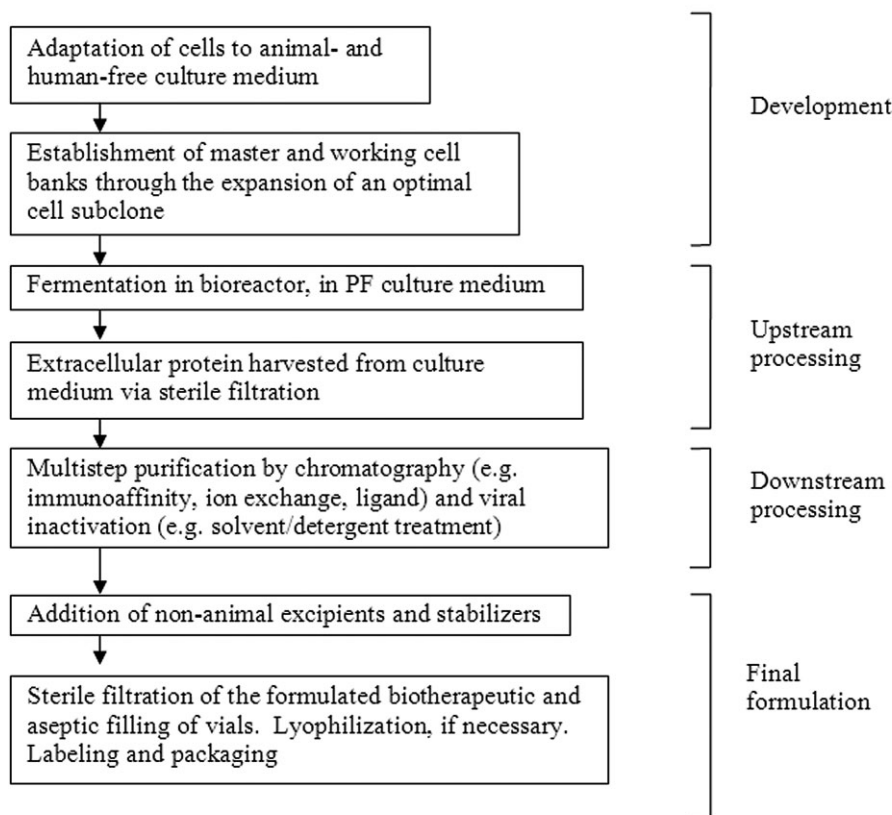 Adaptation of cells to animal- and
human-free culture medium
Development
Establishment of master and working cell
banks through the expansion of an optimal
cell subclone
Fermentation in bioreactor, in PF culture medium
Upstream
processing
Extracellular protein harvested from culture
medium via sterile filtration
Multistep purification by chromatography (e.g.
immunoaffinity, ion exchange, ligand) and viral
inactivation (e.g. solvent/detergent treatment)
Downstream
processing
Addition of non-animal excipients and stabilizers
Final
formulation
Sterile filtration of the formulated biotherapeutic and
aseptic filling of vials.  Lyophilization, if necessary.
Labeling and packaging